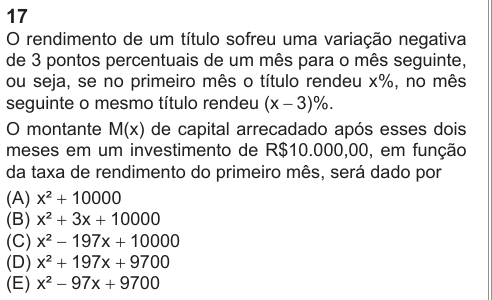 17
O rendimento de um título sofreu uma variação negativa
de 3 pontos percentuais de um mês para o mês seguinte,
ou seja, se no primeiro mês o título rendeu x%, no mês
seguinte o mesmo título rendeu (x – 3)%.
O montante M(x) de capital arrecadado após esses dois
meses em um investimento de R$10.000,00, em função
da taxa de rendimento do primeiro mês, será dado por
(A) x² + 10000
(B) x² + 3x + 10000
(C) x² – 197x + 10000
(D) x² + 197x + 9700
(E) x² – 97x + 9700